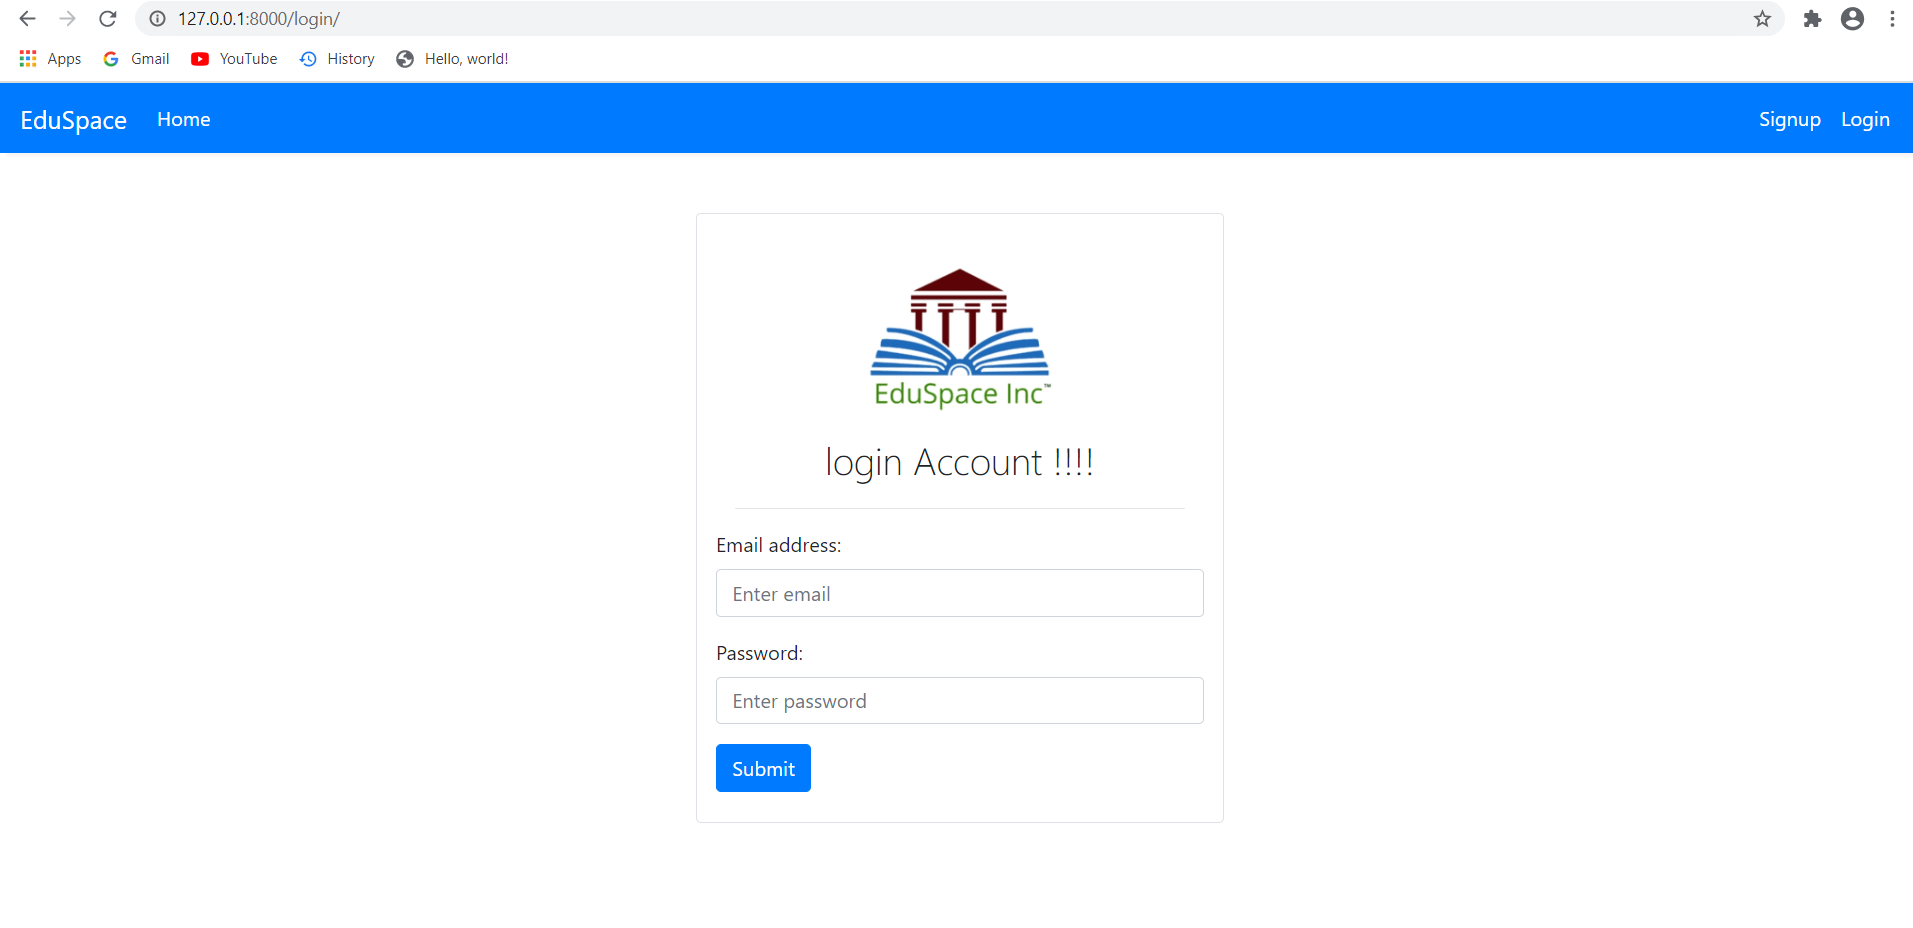 127.0.0.1:8000/login/
Apps Gmail YouTube History Hello, world!
EduSpace Home Signup Login
EduSpace Inc™
login Account !!!!
Email address:
Enter email
Password:
Enter password
Submit